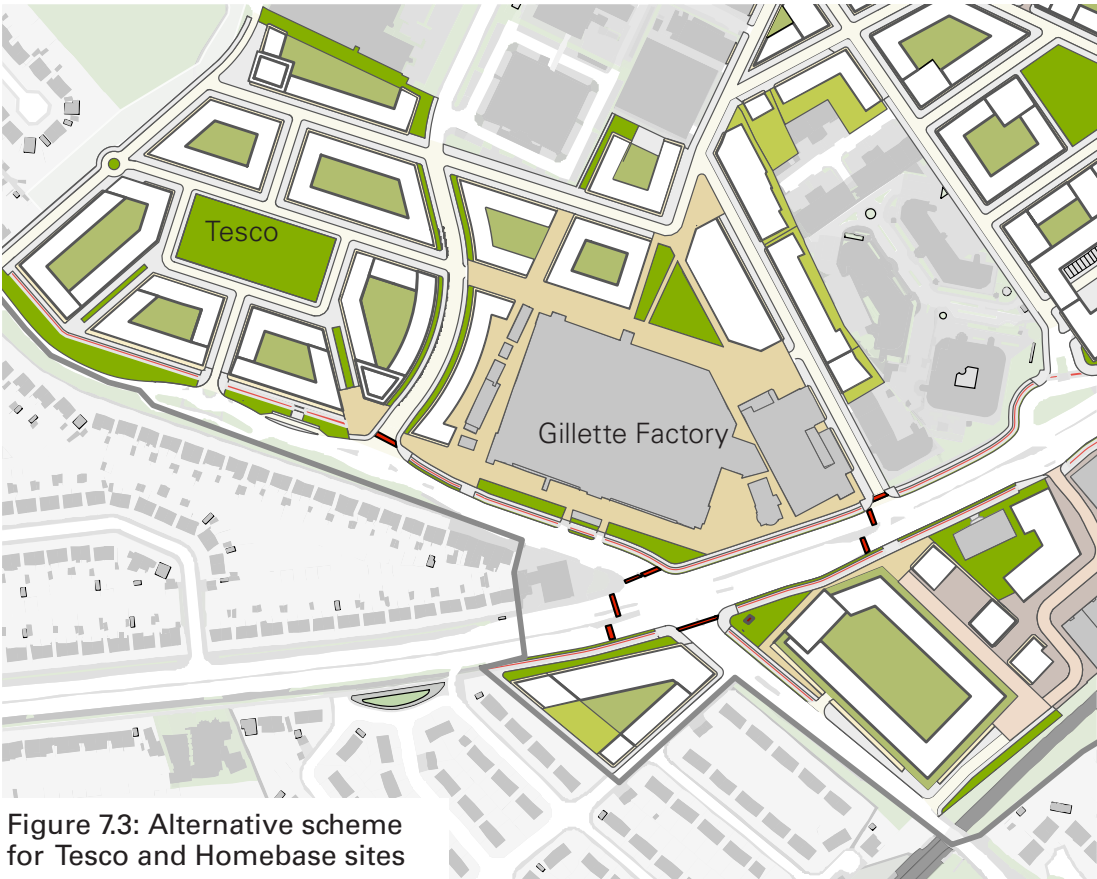 Tesco
Gillette Factory
Figure 7.3: Alternative scheme
for Tesco and Homebase sites